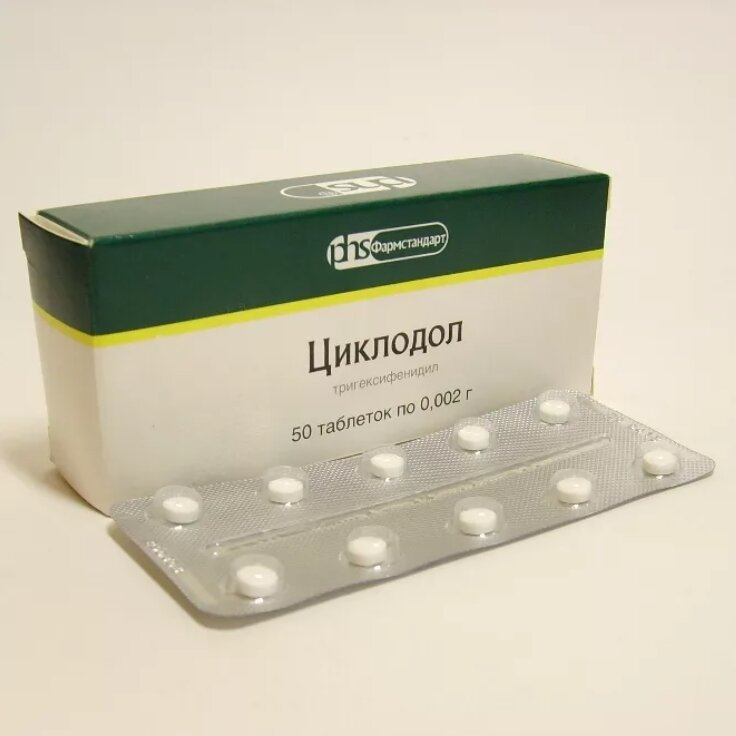 phs Фармстандарт
Циклодол
тригексифенидил
50 таблеток по 0,002 г